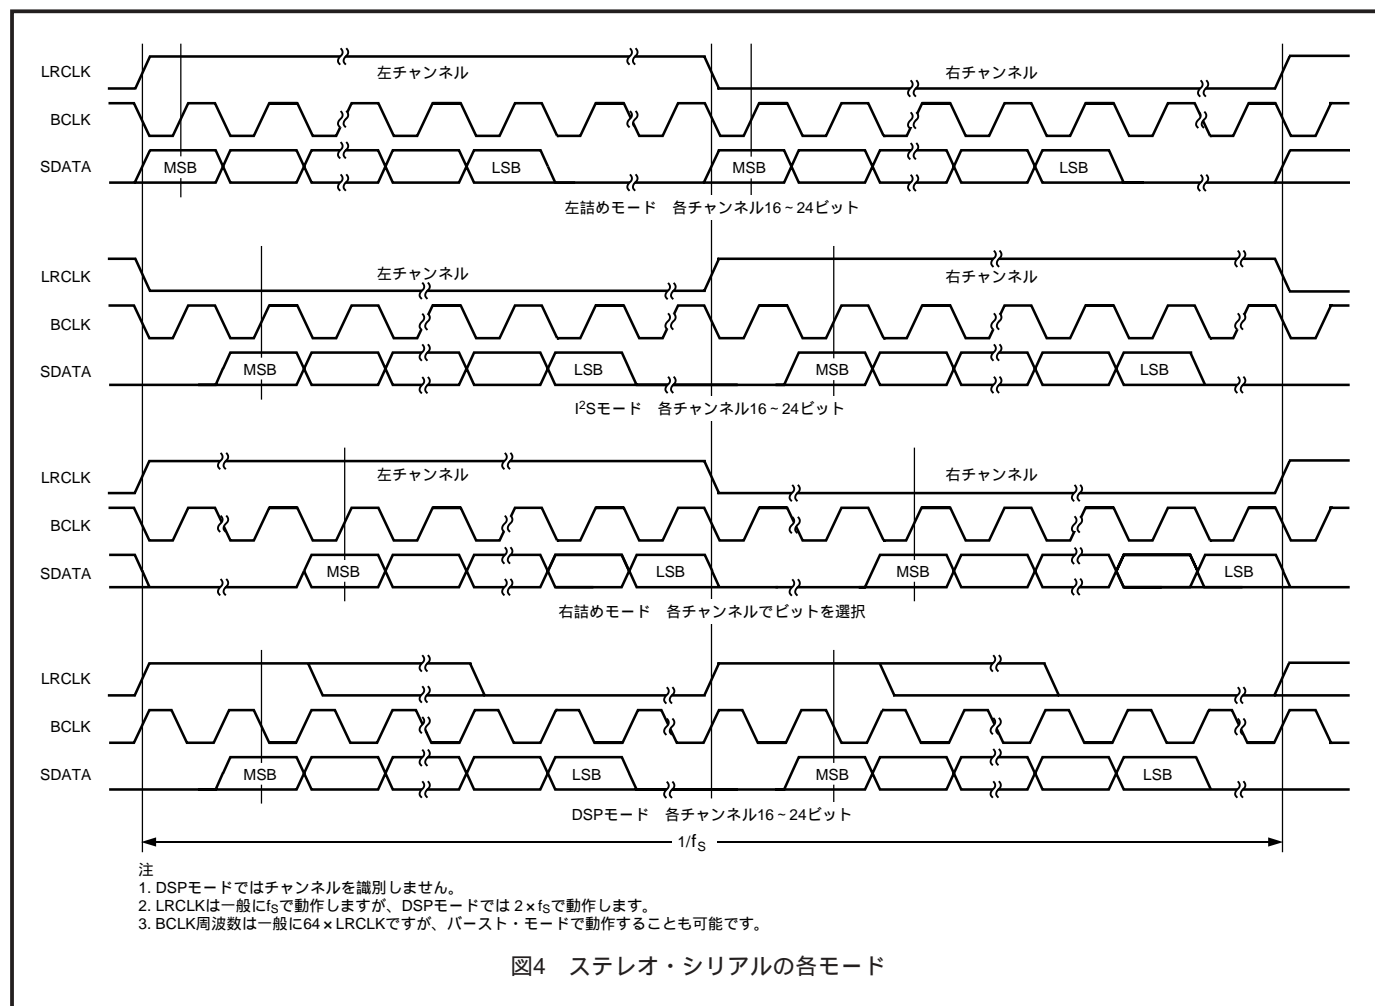 LRCLK
左チャンネル
右チャンネル
BCLK
SDATA
MSB
LSB
MSB
LSB
左詰めモード 各チャンネル16~24ビット
LRCLK
左チャンネル
右チャンネル
BCLK
SDATA
MSB
LSB
MSB
LSB
I²Sモード 各チャンネル16~24ビット
LRCLK
左チャンネル
右チャンネル
BCLK
SDATA
MSB
LSB
MSB
LSB
右詰めモード 各チャンネルでビットを選択
LRCLK
BCLK
SDATA
MSB
LSB
MSB
LSB
DSPモード 各チャンネル16~24ビット
1/fS
注
1. DSPモードではチャンネルを識別しません。
2. LRCLKは一般にfSで動作しますが、DSPモードでは2×fSで動作します。
3. BCLK周波数は一般に64×LRCLKですが、バースト・モードで動作することも可能です。
図4 ステレオ・シリアルの各モード